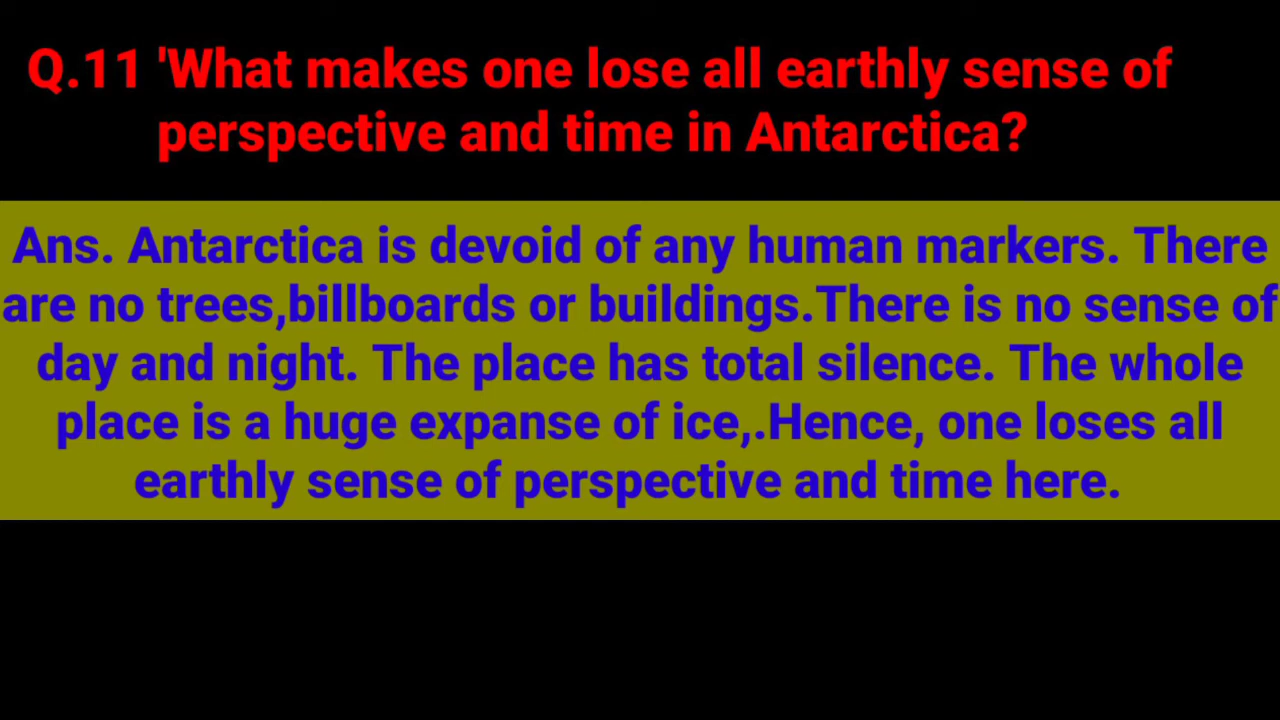 Q.11 'What makes one lose all earthly sense of
perspective and time in Antarctica?
Ans. Antarctica is devoid of any human markers. There
are no trees,billboards or buildings.There is no sense of
day and night. The place has total silence. The whole
place is a huge expanse of ice,.Hence, one loses all
earthly sense of perspective and time here.